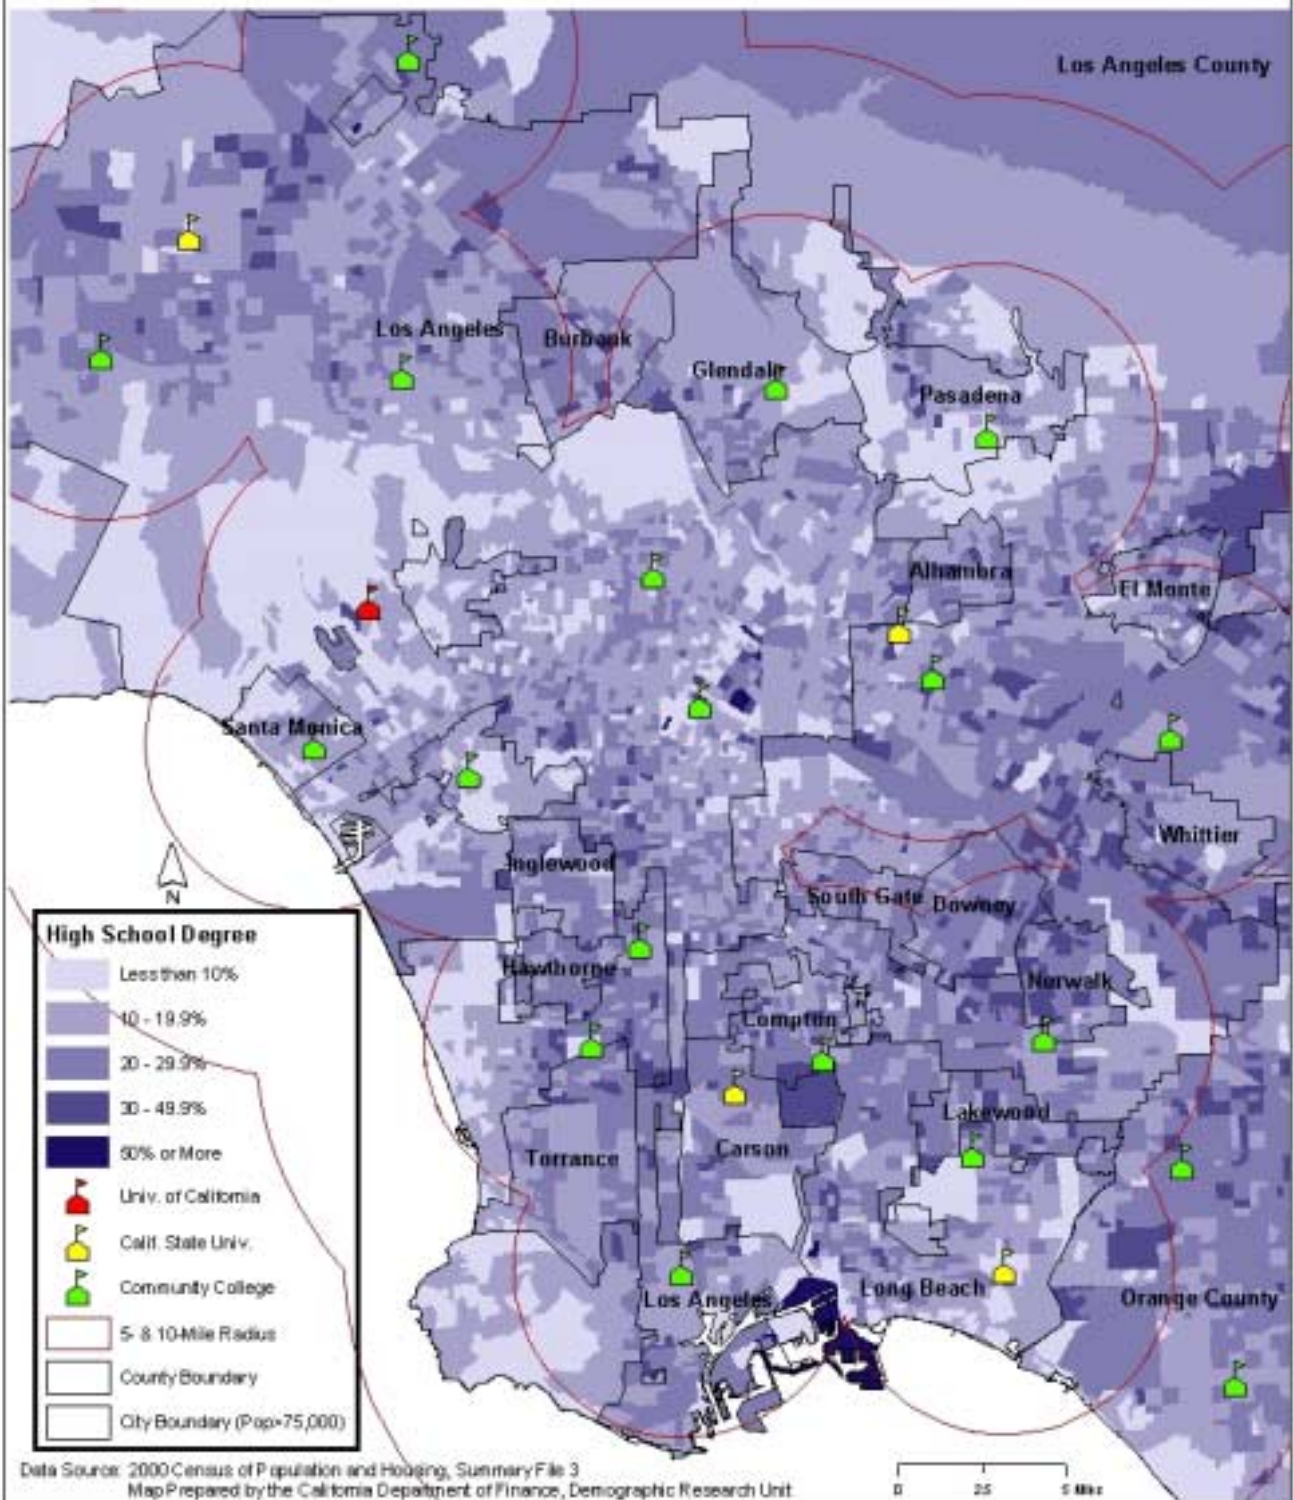 Los Angeles County
Los Angeles
Burbank
Glendale
Pasadena
Alhambra
El Monte
4
Santa Monica
Whittier
Inglewood
South Gate
Downey
N
Hawthorne
Norwalk
Compton
Lakewood
Torrance
Carson
Los Angeles
Long Beach
Orange County
High School Degree
Less than 10%
10 - 19.9%
20 - 29.9%
30 - 49.9%
50% or More
Univ. of California
Calif. State Univ.
Community College
5- & 10-Mile Radius
County Boundary
City Boundary (Pop>75,000)
Data Source: 2000 Census of Population and Housing, Summary File 3
Map Prepared by the California Department of Finance, Demographic Research Unit
0 2.5 5 Miles